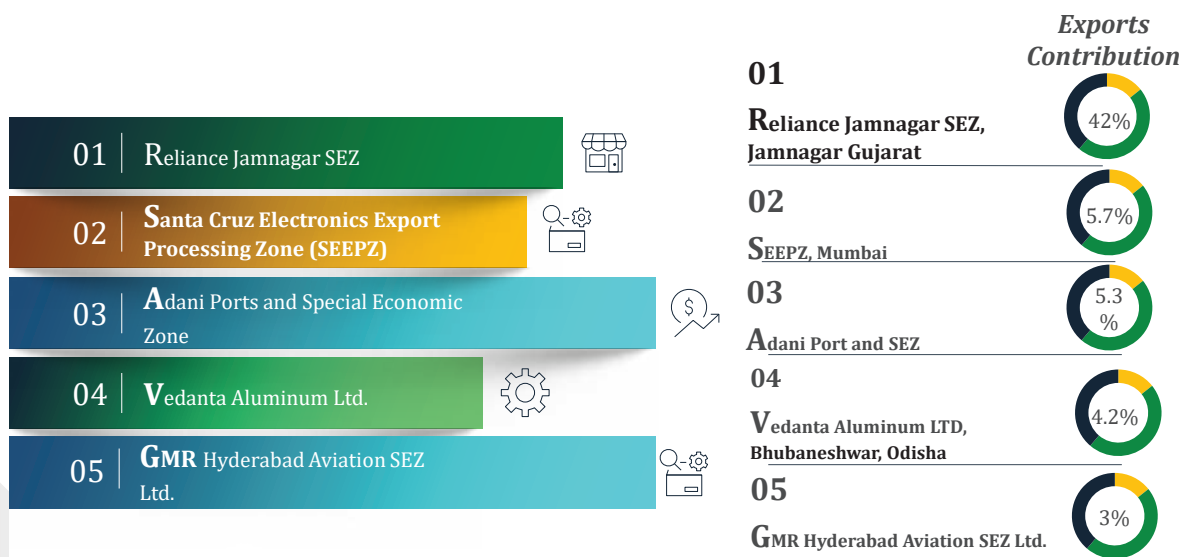 01
Reliance Jamnagar SEZ
02
Santa Cruz Electronics Export
Processing Zone (SEEPZ)
03
Adani Ports and Special Economic
Zone
$
04
Vedanta Aluminum Ltd.
05
GMR Hyderabad Aviation SEZ
Ltd.
Exports
Contribution
01
Reliance Jamnagar SEZ,
Jamnagar Gujarat
42%
02
SEEPZ, Mumbai
5.7%
03
Adani Port and SEZ
5.3
%
04
Vedanta Aluminum LTD,
Bhubaneshwar, Odisha
4.2%
05
GMR Hyderabad Aviation SEZ Ltd.
3%